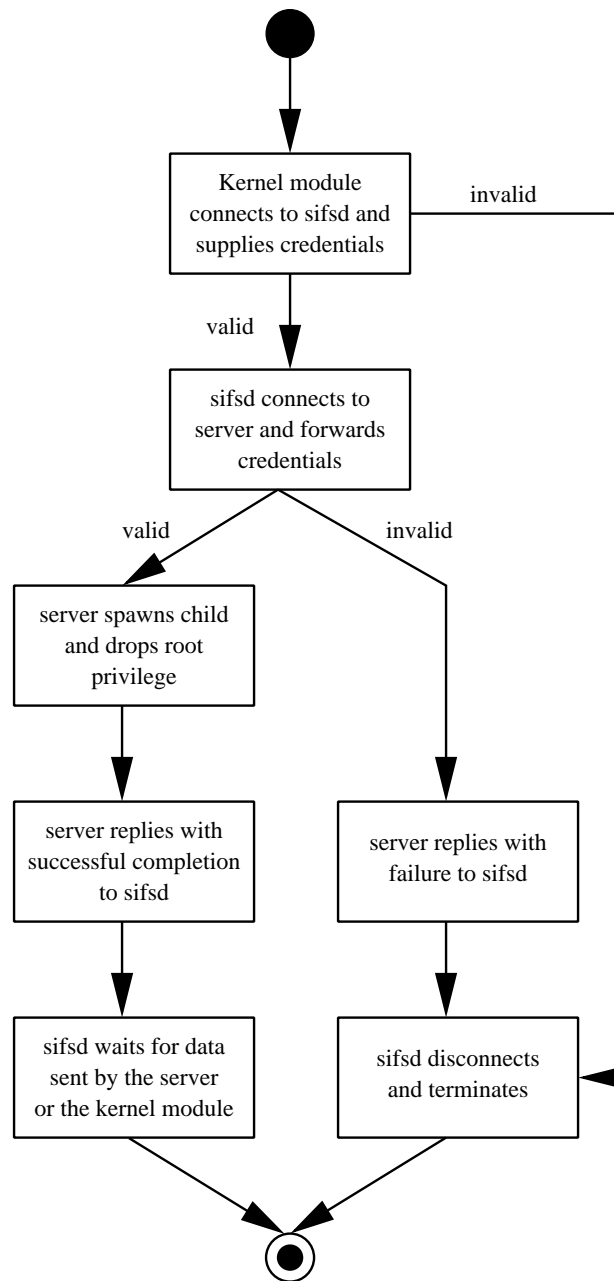 Kernel module
connects to sifsd and
supplies credentials
invalid
valid
sifsd connects to
server and forwards
credentials
valid
invalid
server spawns child
and drops root
privilege
server replies with
successful completion
to sifsd
server replies with
failure to sifsd
sifsd waits for data
sent by the server
or the kernel module
sifsd disconnects
and terminates